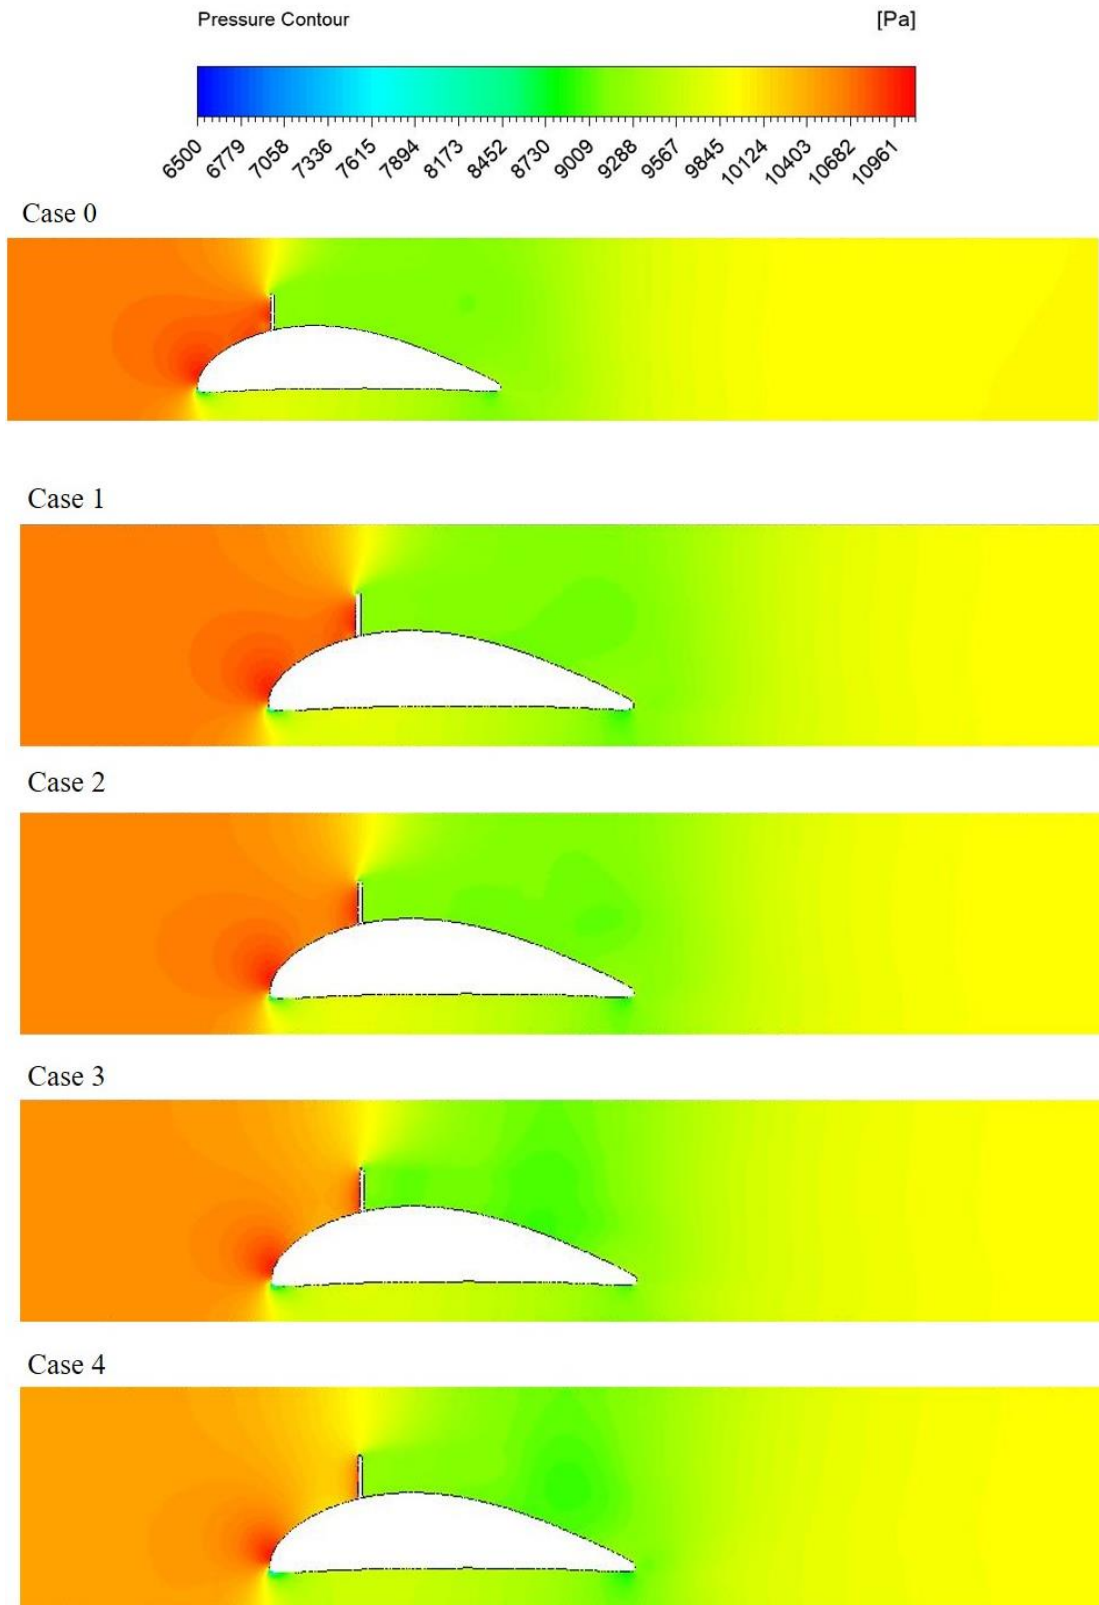 Pressure Contour [Pa]
6500 6779 7058 7336 7615 7894 8173 8452 8730 9009 9288 9567 9845 10124 10403 10682 10961
Case 0
Case 1
Case 2
Case 3
Case 4